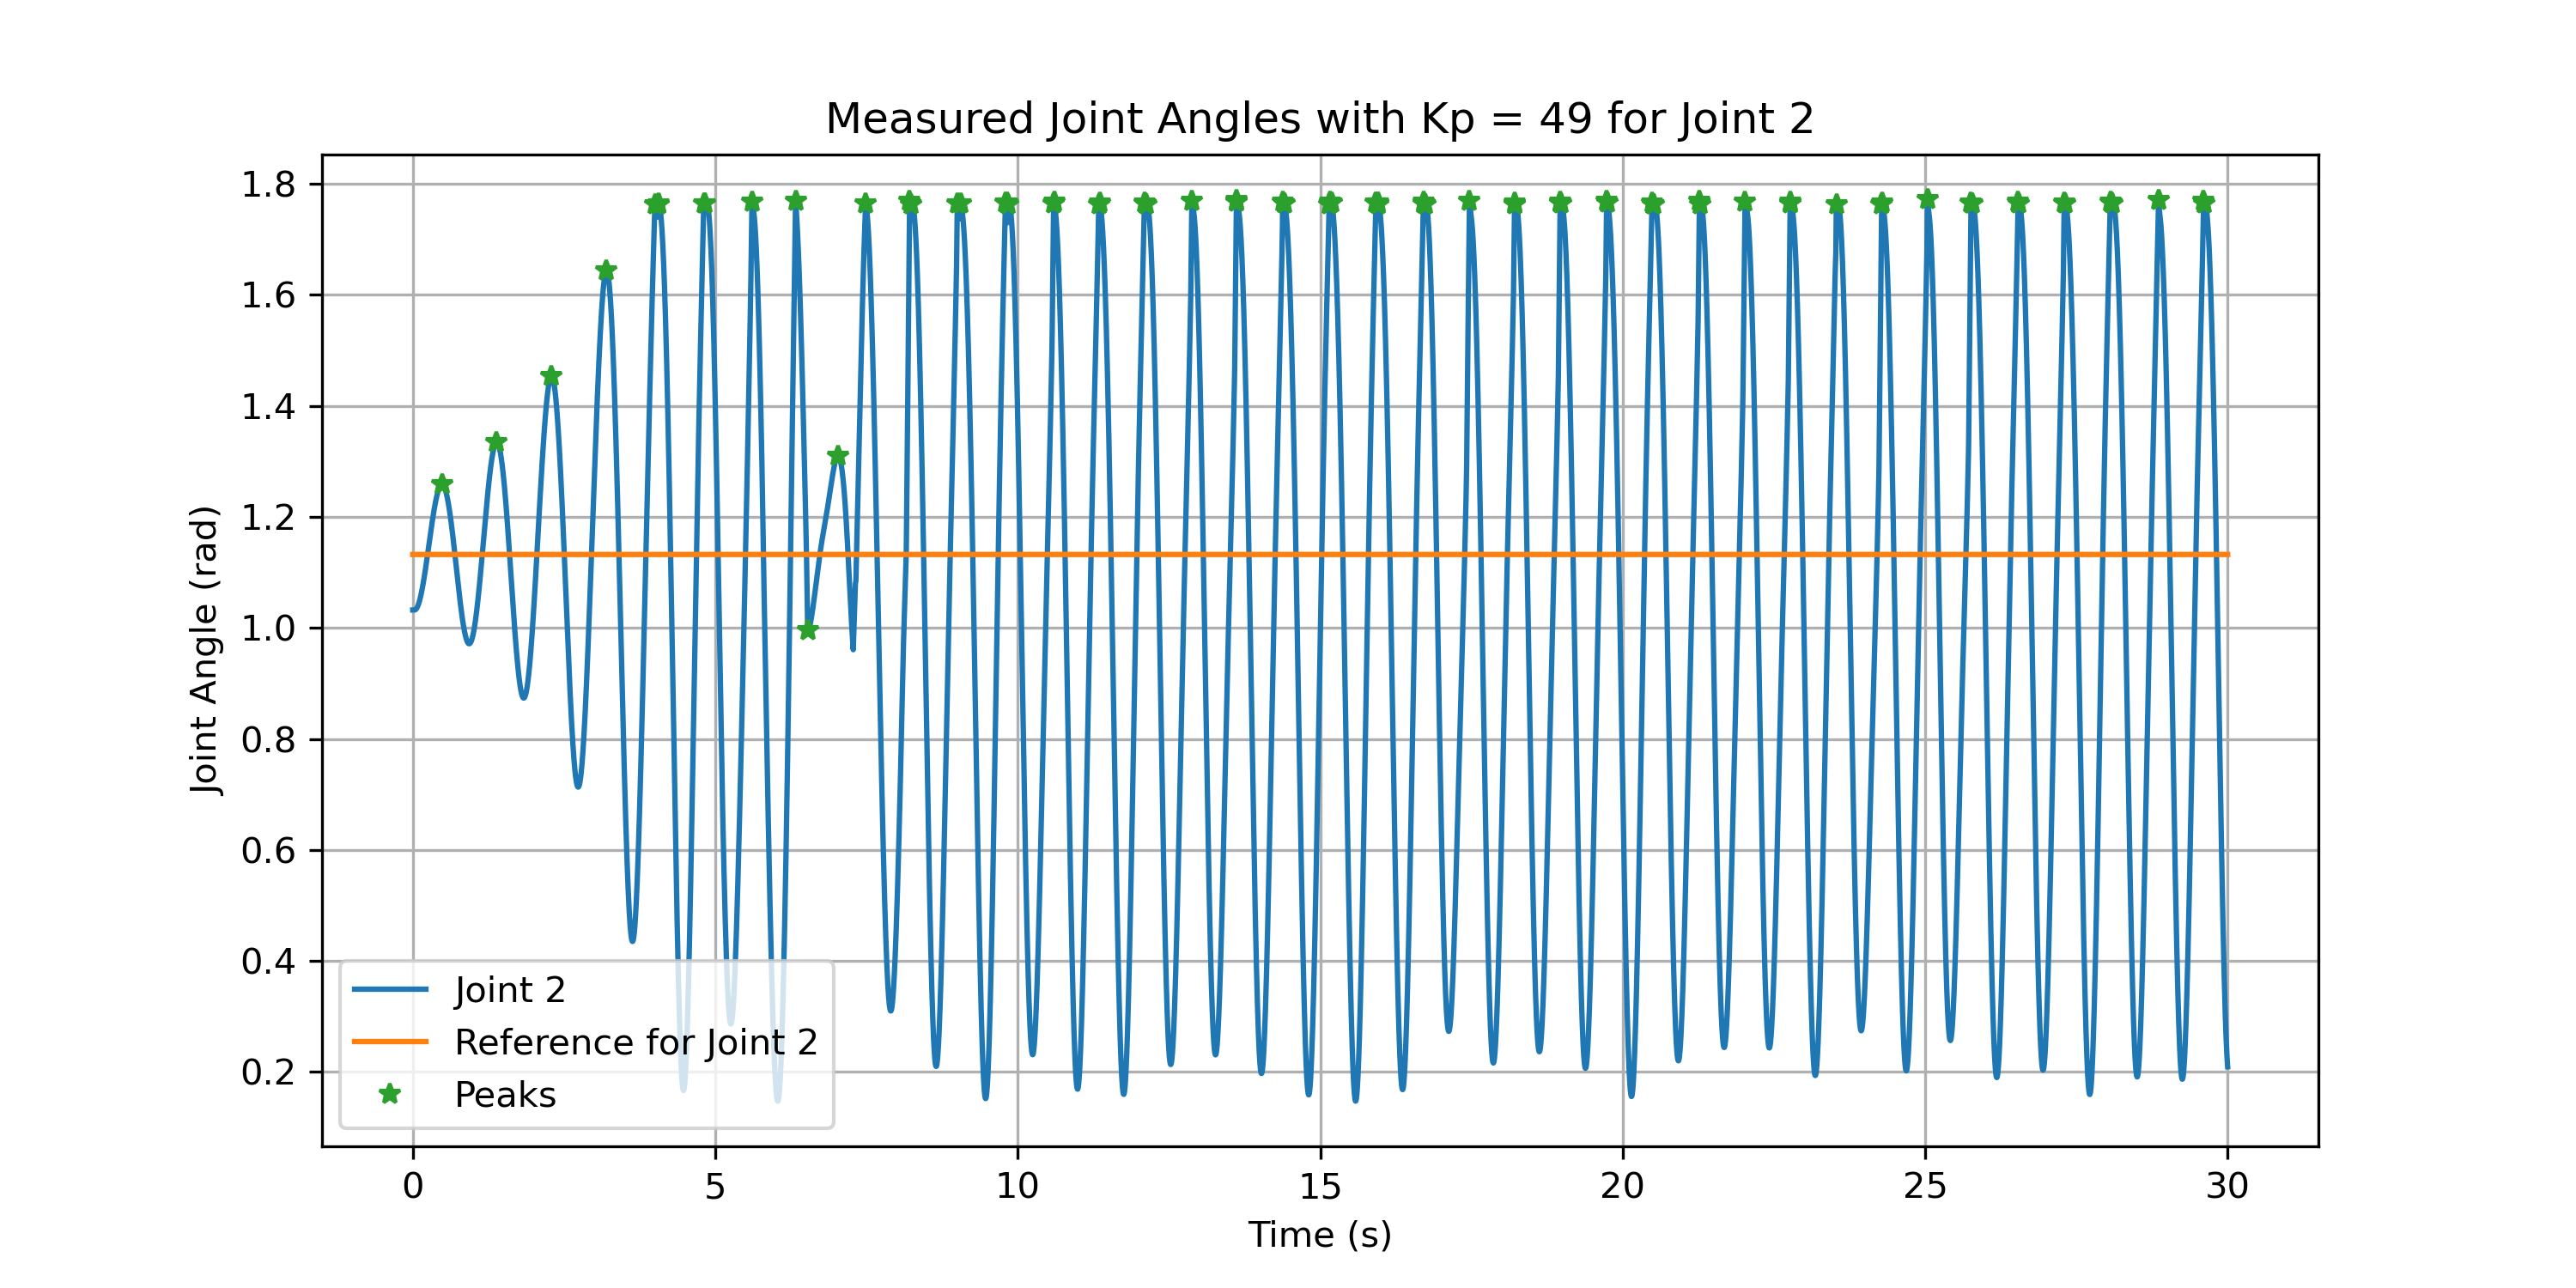 Measured Joint Angles with Kp = 49 for Joint 2
Joint Angle (rad)
1.8
1.6
1.4
1.2
1.0
0.8
0.6
0.4
0.2
Joint 2
Reference for Joint 2
Peaks
0 5 10 15 20 25 30
Time (s)